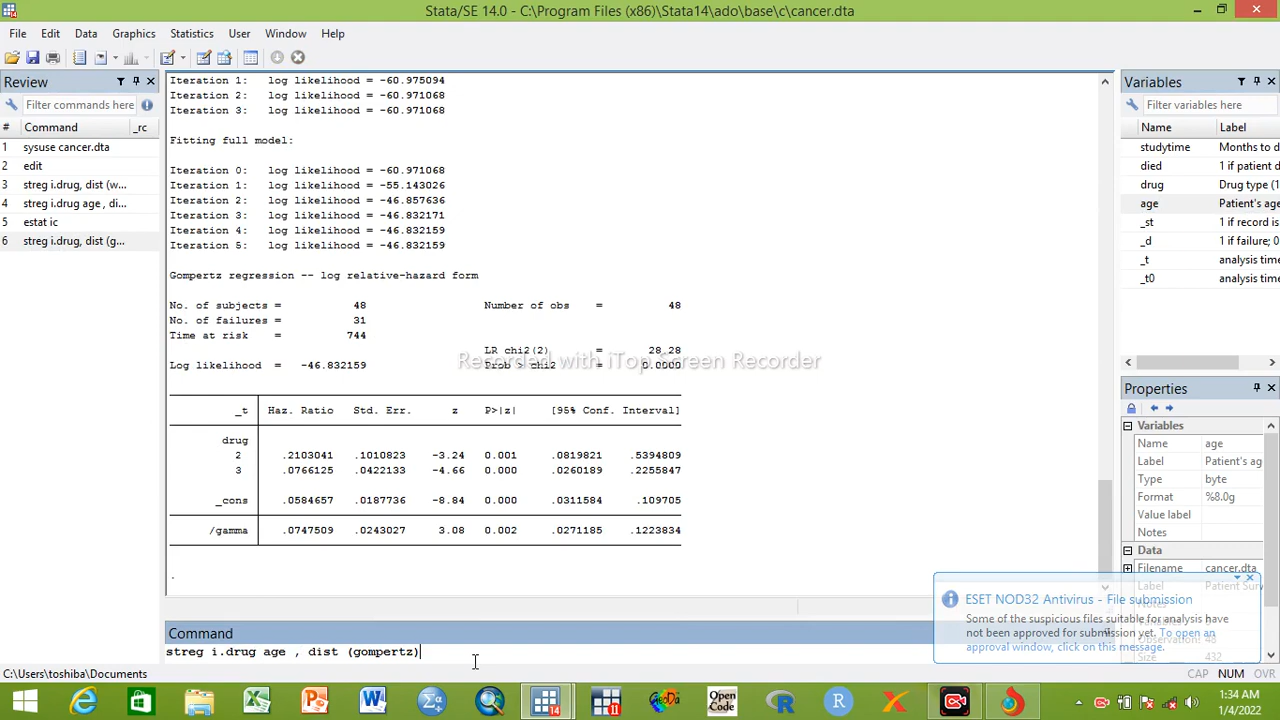 Stata/SE 14.0 - C:\Program Files (x86)\Stata14\ado\base\c\cancer.dta
File Edit Data Graphics Statistics User Window Help
Review
Filter commands here
# Command _rc
1 sysuse cancer.dta
2 edit
3 streg i.drug, dist (w...
4 streg i.drug age , di...
5 estat ic
6 streg i.drug, dist (g...
Iteration 1: log likelihood = -60.975094
Iteration 2: log likelihood = -60.971068
Iteration 3: log likelihood = -60.971068
Fitting full model:
Iteration 0: log likelihood = -60.971068
Iteration 1: log likelihood = -55.143026
Iteration 2: log likelihood = -46.857636
Iteration 3: log likelihood = -46.832171
Iteration 4: log likelihood = -46.832159
Iteration 5: log likelihood = -46.832159
Gompertz regression -- log relative-hazard form
No. of subjects = 48 Number of obs = 48
No. of failures = 31
Time at risk = 744
LR chi2(2) = 28.28
Log likelihood = -46.832159 Prob > chi2 = 0.0000
Recorded with iTop Screen Recorder
_t Haz. Ratio Std. Err. z P>|z| [95% Conf. Interval]
drug
2 .2103041 .1010823 -3.24 0.001 .0819821 .5394809
3 .0766125 .0422133 -4.66 0.000 .0260189 .2255847
_cons .0584657 .0187736 -8.84 0.000 .0311584 .109705
/gamma .0747509 .0243027 3.08 0.002 .0271185 .1223834
.
Command
streg i.drug age , dist (gompertz)
Variables
Filter variables here
Name Label
studytime Months to d
died 1 if patient d
drug Drug type (1
age Patient's age
_st 1 if record is
_d 1 if failure; 0
_t analysis time
_t0 analysis time
Properties
Variables
Name age
Label Patient's ag
Type byte
Format %8.0g
Value label
Notes
Data
Filename cancer.dta
Label Patient Sur
Size 432
ESET NOD32 Antivirus - File submission
Some of the suspicious files suitable for analysis have
not been approved for submission yet. To open an
approval window, click on this message.
C:\Users\toshiba\Documents
CAP NUM OVR
14
11
GeoDa
Open
Code
R
R
1:34 AM
1/4/2022